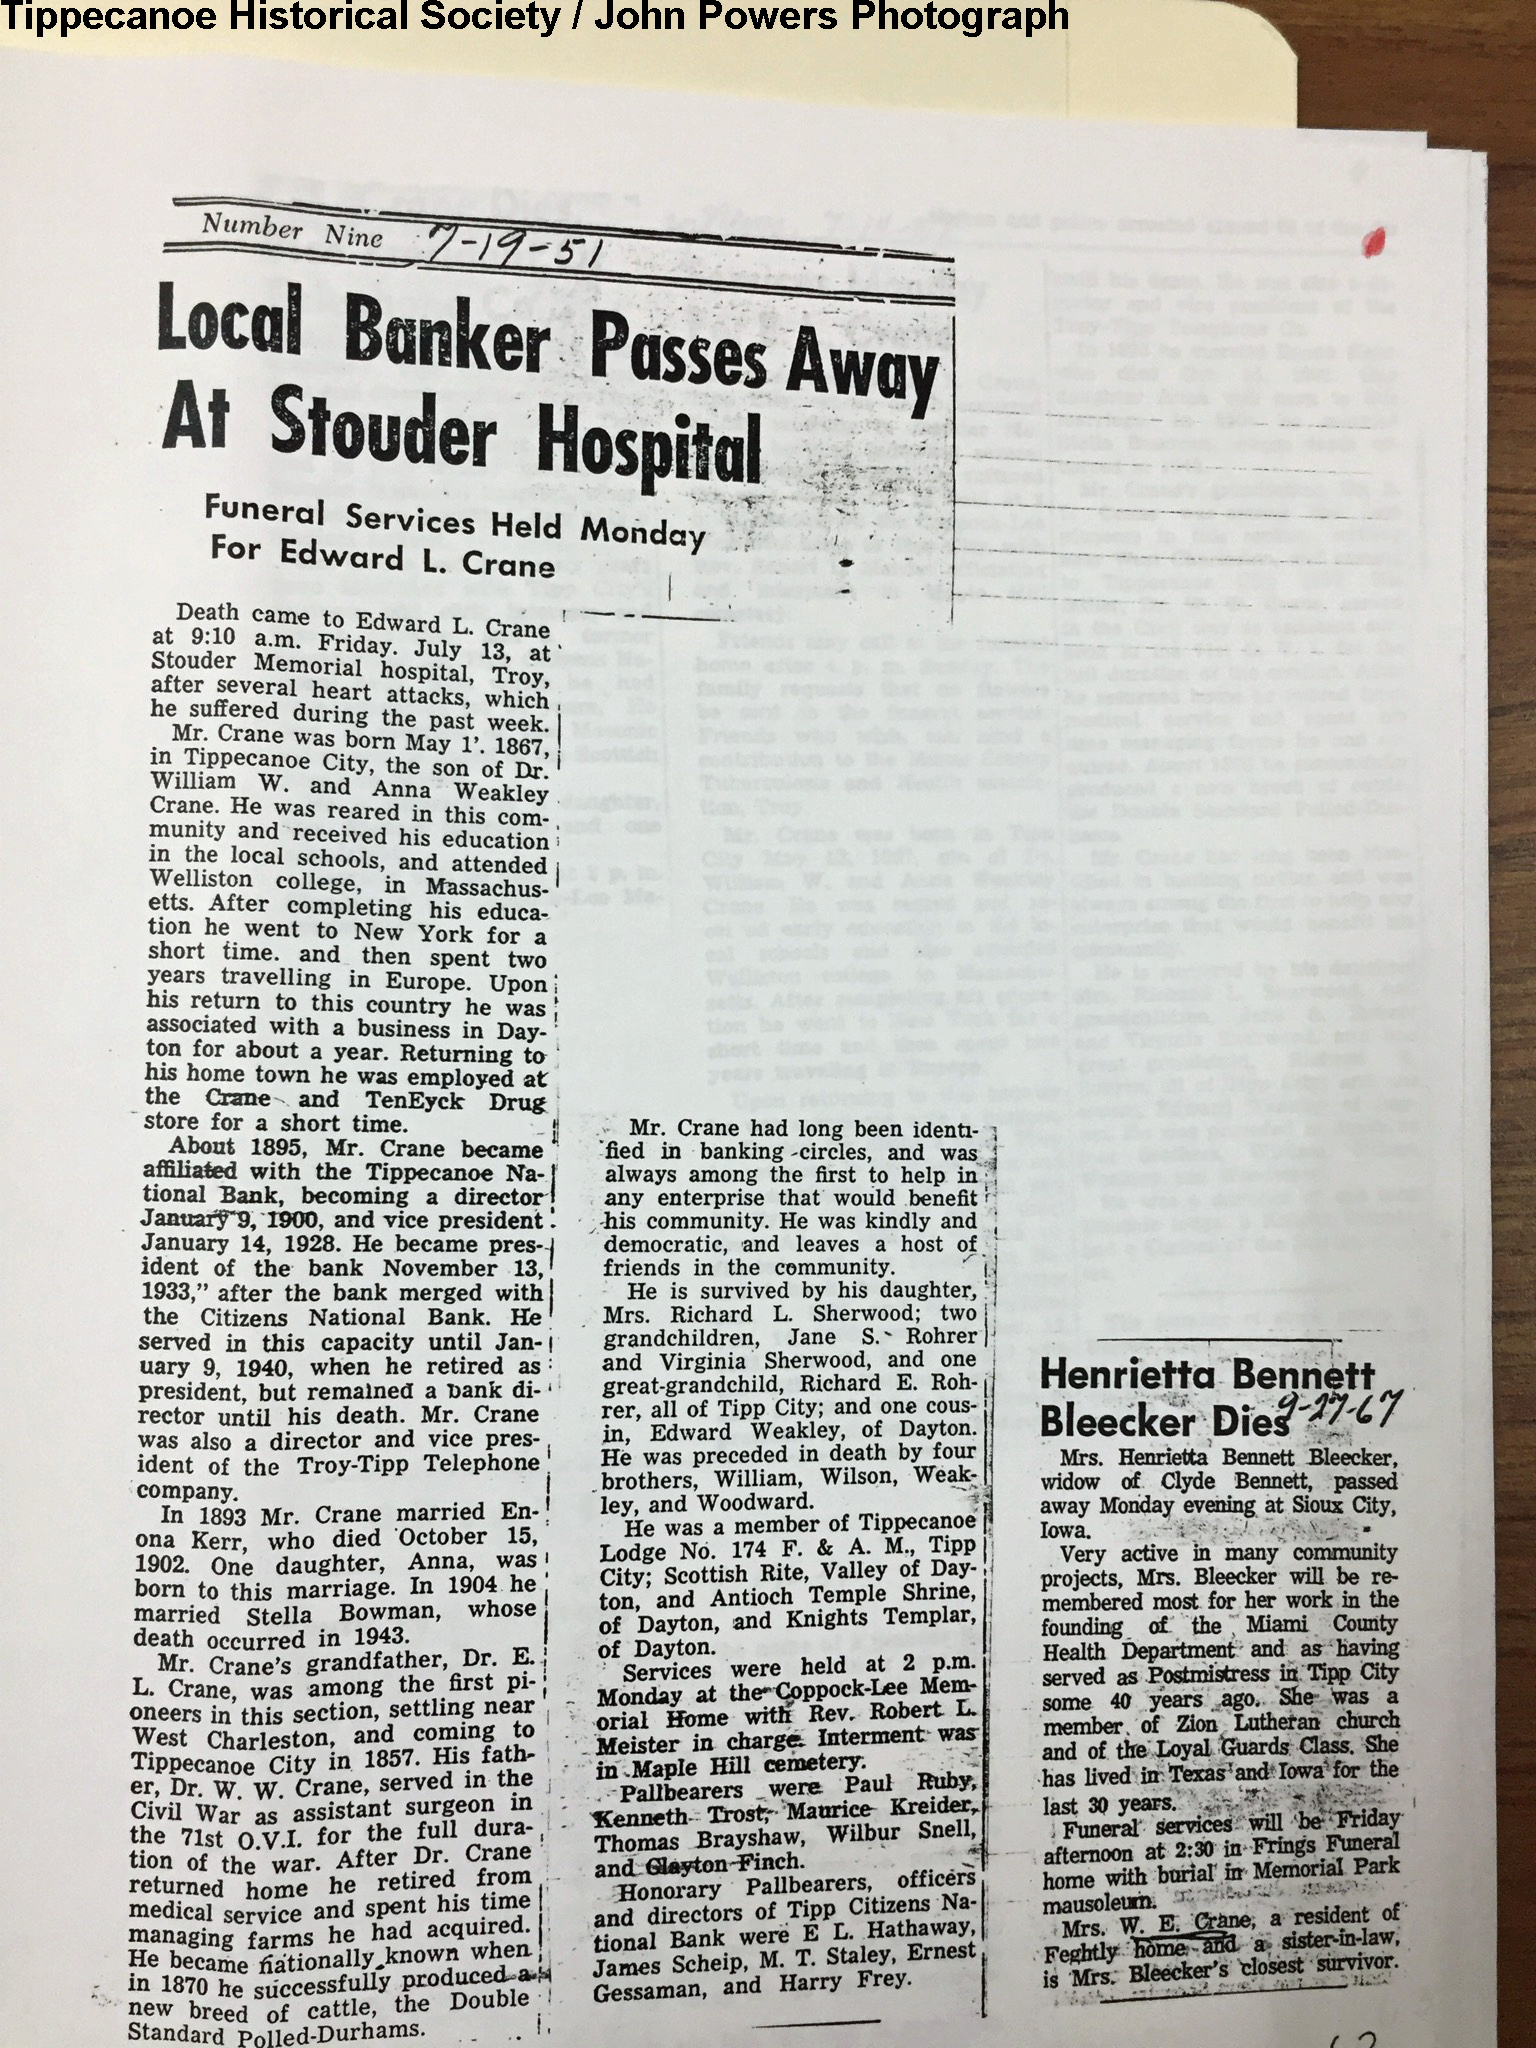 Tippecanoe Historical Society / John Powers Photograph
Number Nine 7-19-51
Local Banker Passes Away
At Stouder Hospital
Funeral Services Held Monday
For Edward L. Crane
Death came to Edward L. Crane
at 9:10 a.m. Friday. July 13, at
Stouder Memorial hospital, Troy,
after several heart attacks, which
he suffered during the past week.
Mr. Crane was born May 1'. 1867,
in Tippecanoe City, the son of Dr.
William W. and Anna Weakley
Crane. He was reared in this com-
munity and received his education
in the local schools, and attended
Welliston college, in Massachus-
etts. After completing his educa-
tion he went to New York for a
short time. and then spent two
years travelling in Europe. Upon
his return to this country he was
associated with a business in Day-
ton for about a year. Returning to
his home town he was employed at
the Crane and TenEyck Drug
store for a short time.
About 1895, Mr. Crane became
affiliated with the Tippecanoe Na-
tional Bank, becoming a director
January 9, 1900, and vice president
January 14, 1928. He became pres-
ident of the bank November 13,
1933," after the bank merged with
the Citizens National Bank. He
served in this capacity until Jan-
uary 9, 1940, when he retired as
president, but remained a bank di-
rector until his death. Mr. Crane
was also a director and vice pres-
ident of the Troy-Tipp Telephone
company.
In 1893 Mr. Crane married En-
ona Kerr, who died October 15,
1902. One daughter, Anna, was
born to this marriage. In 1904 he
married Stella Bowman, whose
death occurred in 1943.
Mr. Crane's grandfather, Dr. E.
L. Crane, was among the first pi-
oneers in this section, settling near
West Charleston, and coming to
Tippecanoe City in 1857. His fath-
er, Dr. W. W. Crane, served in the
Civil War as assistant surgeon in
the 71st O.V.I. for the full dura-
tion of the war. After Dr. Crane
returned home he retired from
medical service and spent his time
managing farms he had acquired.
He became nationally known when
in 1870 he successfully produced a
new breed of cattle, the Double
Standard Polled-Durhams.
Mr. Crane had long been identi-
fied in banking circles, and was
always among the first to help in
any enterprise that would benefit
his community. He was kindly and
democratic, and leaves a host of
friends in the community.
He is survived by his daughter,
Mrs. Richard L. Sherwood; two
grandchildren, Jane S. Rohrer
and Virginia Sherwood, and one
great-grandchild, Richard E. Roh-
rer, all of Tipp City; and one cous-
in, Edward Weakley, of Dayton.
He was preceded in death by four
brothers, William, Wilson, Weak-
ley, and Woodward.
He was a member of Tippecanoe
Lodge No. 174 F. & A. M., Tipp
City; Scottish Rite, Valley of Day-
ton, and Antioch Temple Shrine,
of Dayton, and Knights Templar,
of Dayton.
Services were held at 2 p.m.
Monday at the Coppock-Lee Mem-
orial Home with Rev. Robert L.
Meister in charge. Interment was
in Maple Hill cemetery.
Pallbearers were Paul Ruby,
Kenneth Trost, Maurice Kreider,
Thomas Brayshaw, Wilbur Snell,
and Clayton Finch.
Honorary Pallbearers, officers
and directors of Tipp Citizens Na-
tional Bank were E L. Hathaway,
James Scheip, M. T. Staley, Ernest
Gessaman, and Harry Frey.
Henrietta Bennett
Bleecker Dies 9-27-67
Mrs. Henrietta Bennett Bleecker,
widow of Clyde Bennett, passed
away Monday evening at Sioux City,
Iowa.
Very active in many community
projects, Mrs. Bleecker will be re-
membered most for her work in the
founding of the Miami County
Health Department and as having
served as Postmistress in Tipp City
some 40 years ago. She was a
member of Zion Lutheran church
and of the Loyal Guards Class. She
has lived in Texas and Iowa for the
last 30 years.
Funeral services will be Friday
afternoon at 2:30 in Frings Funeral
home with burial in Memorial Park
mausoleum.
Mrs. W. E. Crane, a resident of
Feghtly home and a sister-in-law,
is Mrs. Bleecker's closest survivor.